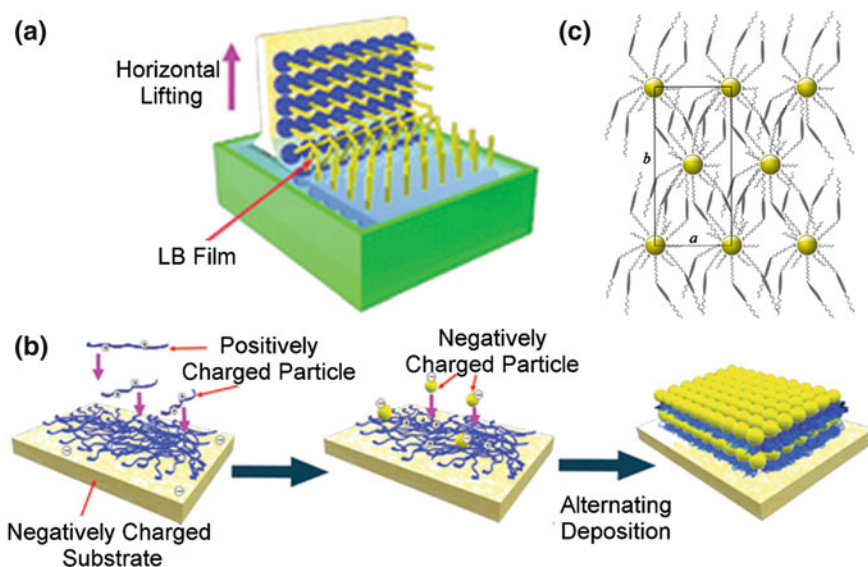 (a)
Horizontal
Lifting
LB Film
(c)
b
a
(b)
Positively
Charged Particle
Negatively Charged
Substrate
Negatively
Charged Particle
Alternating
Deposition